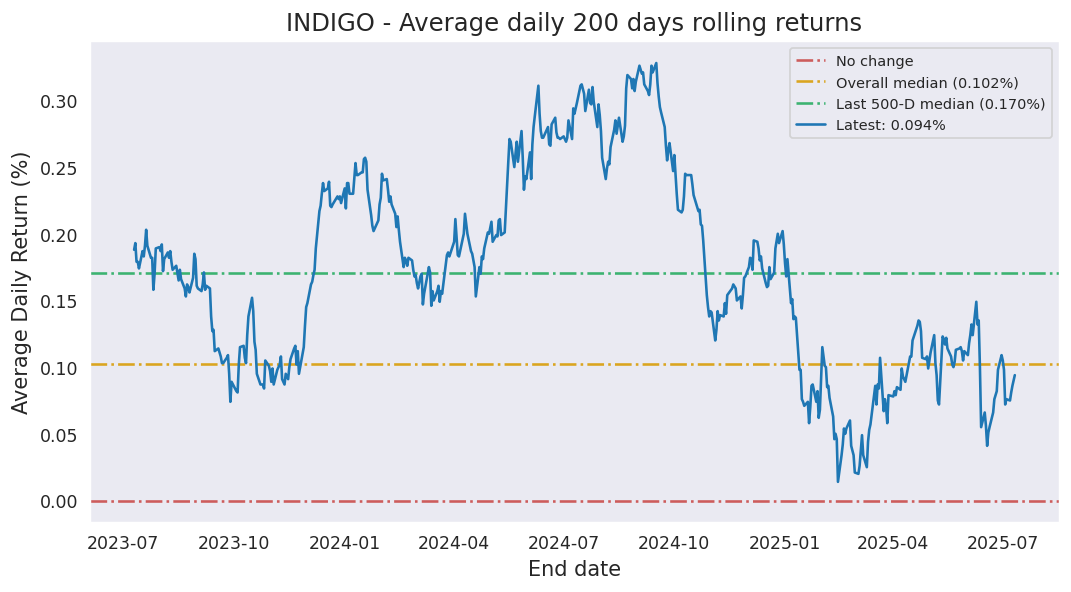 INDIGO - Average daily 200 days rolling returns
No change
Overall median (0.102%)
Last 500-D median (0.170%)
Latest: 0.094%
Average Daily Return (%)
0.30
0.25
0.20
0.15
0.10
0.05
0.00
2023-07 2023-10 2024-01 2024-04 2024-07 2024-10 2025-01 2025-04 2025-07
End date